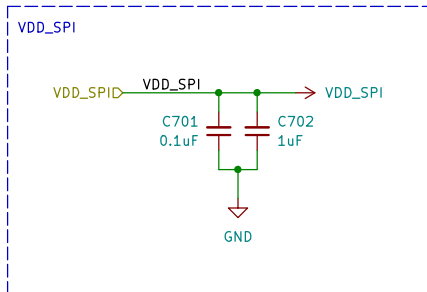 VDD_SPI
VDD_SPI VDD_SPI VDD_SPI
C701 C702
0.1uF 1uF
GND